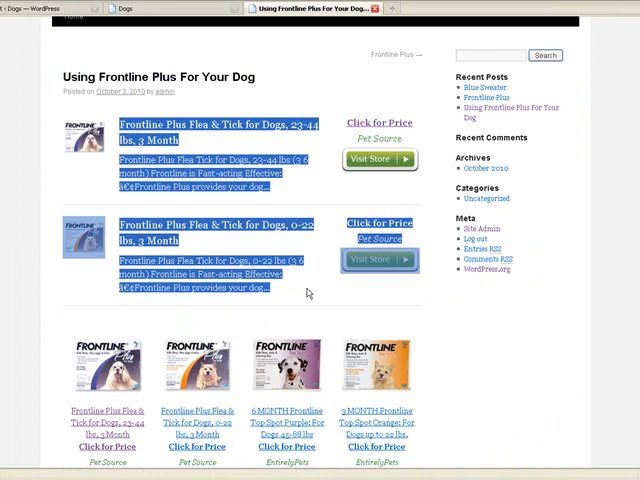 t ‹ Dogs — WordPress
Dogs
Using Frontline Plus For Your Dog...
Home
Frontline Plus →
Search
Using Frontline Plus For Your Dog
Posted on October 3, 2010 by admin
FRONTLINE
Frontline Plus Flea & Tick for Dogs, 23-44
lbs, 3 Month
Frontline Plus Flea Tick for Dogs, 23-44 lbs (3 6
month) Frontline is Fast-acting Effective:
â€¢Frontline Plus provides your dog...
Click for Price
Pet Source
Visit Store
FRONTLINE
Frontline Plus Flea & Tick for Dogs, 0-22
lbs, 3 Month
Frontline Plus Flea Tick for Dogs, 0-22 lbs (3 6
month) Frontline is Fast-acting Effective:
â€¢Frontline Plus provides your dog...
Click for Price
Pet Source
Visit Store
FRONTLINE
Plus
Frontline Plus Flea &
Tick for Dogs, 23-44
lbs, 3 Month
Click for Price
Pet Source
FRONTLINE
Plus
Frontline Plus Flea &
Tick for Dogs, 0-22
lbs, 3 Month
Click for Price
Pet Source
FRONTLINE
6 MONTH Frontline
Top Spot Purple: For
Dogs 45-88 lbs
Click for Price
EntirelyPets
FRONTLINE
3 MONTH Frontline
Top Spot Orange: For
Dogs up to 22 lbs,
Click for Price
EntirelyPets
Recent Posts
Blue Sweater
Frontline Plus
Using Frontline Plus For Your
Dog
Recent Comments
Archives
October 2010
Categories
Uncategorized
Meta
Site Admin
Log out
Entries RSS
Comments RSS
WordPress.org